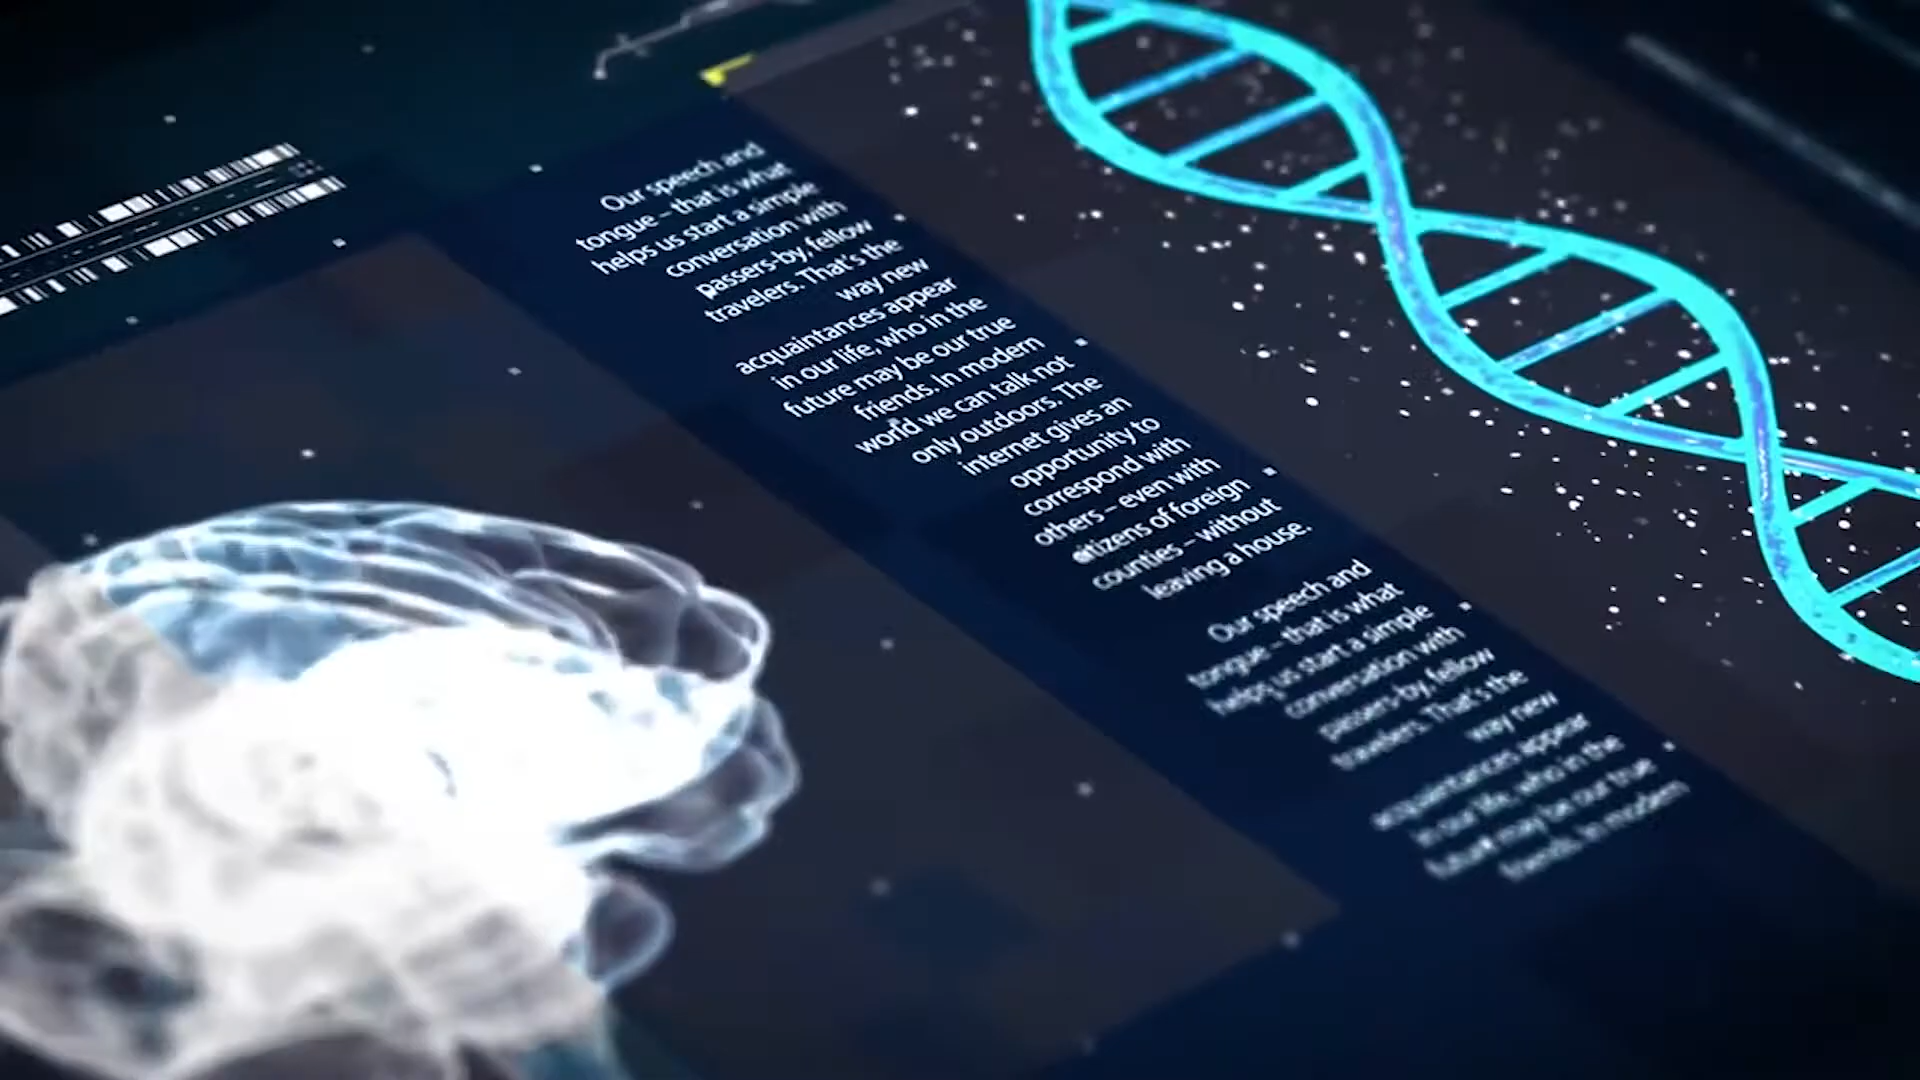 Our speech and
tongue – that is what
helps us start a simple
conversation with
passers-by, fellow
travelers. That's the
way new
acquaintances appear
in our life, who in the
future may be our true
friends. In modern
world we can talk not
only outdoors. The
internet gives an
opportunity to
correspond with
others – even with
citizens of foreign
counties – without
leaving a house.
Our speech and
tongue – that is what
helps us start a simple
conversation with
passers-by, fellow
travelers. That's the
way new
acquaintances appear
in our life, who in the
future may be our true
friends. In modern